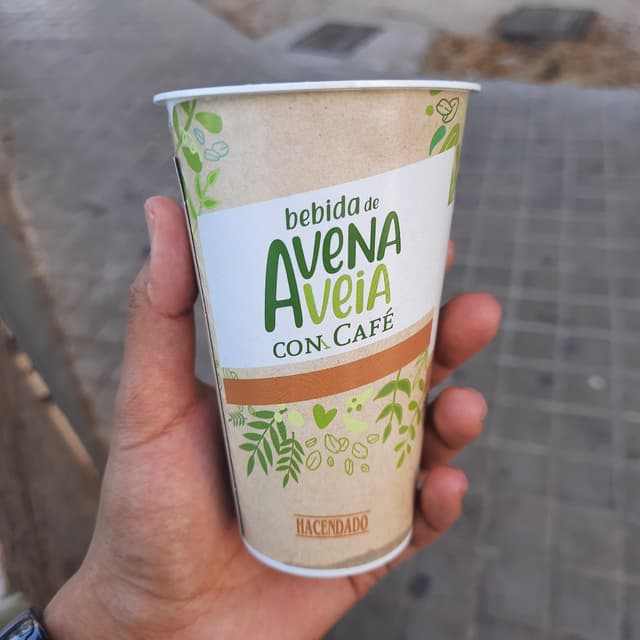 bebida de
AVENA
AVEIA
CON CAFÉ
HACENDADO